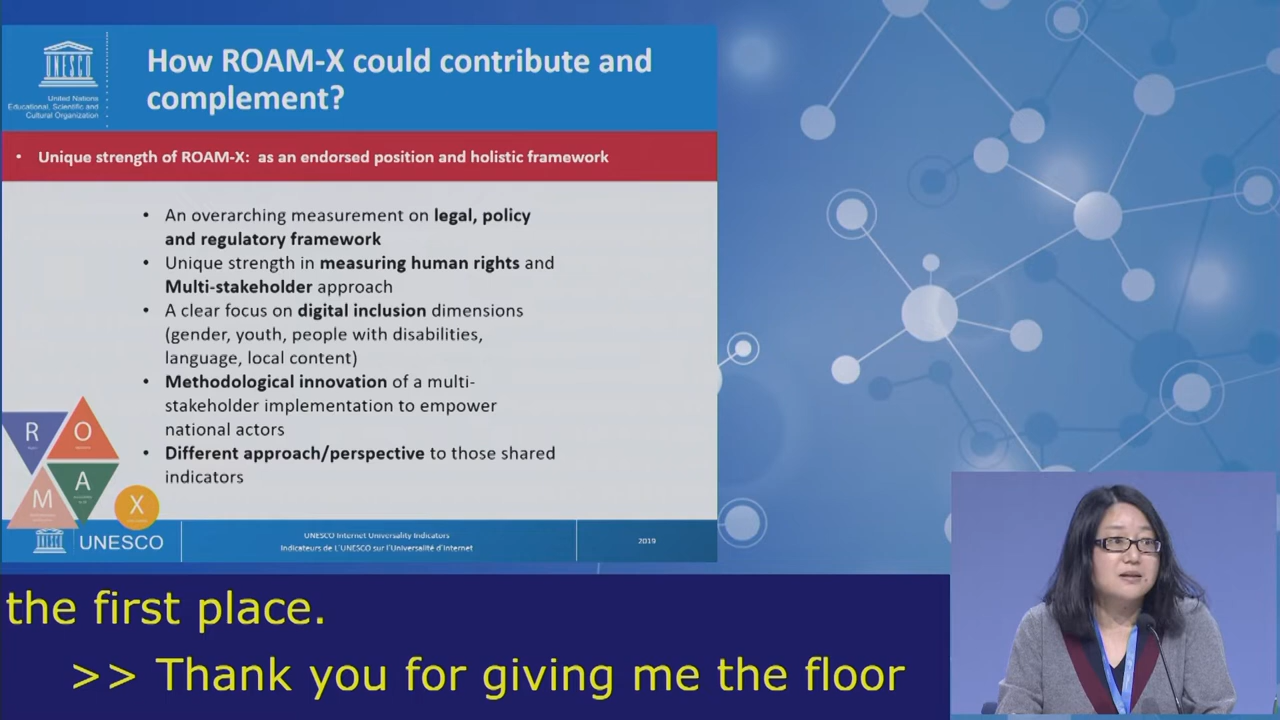 UNESCO
United Nations
Educational, Scientific and
Cultural Organization
How ROAM-X could contribute and
complement?
• Unique strength of ROAM-X: as an endorsed position and holistic framework
• An overarching measurement on legal, policy
and regulatory framework
• Unique strength in measuring human rights and
Multi-stakeholder approach
• A clear focus on digital inclusion dimensions
(gender, youth, people with disabilities,
language, local content)
• Methodological innovation of a multi-
stakeholder implementation to empower
national actors
• Different approach/perspective to those shared
indicators
R
O
A
M
X
UNESCO
UNESCO Internet Universality Indicators
Indicateurs de L'UNESCO sur l'Universalité d'Internet
2019
the first place.
>> Thank you for giving me the floor